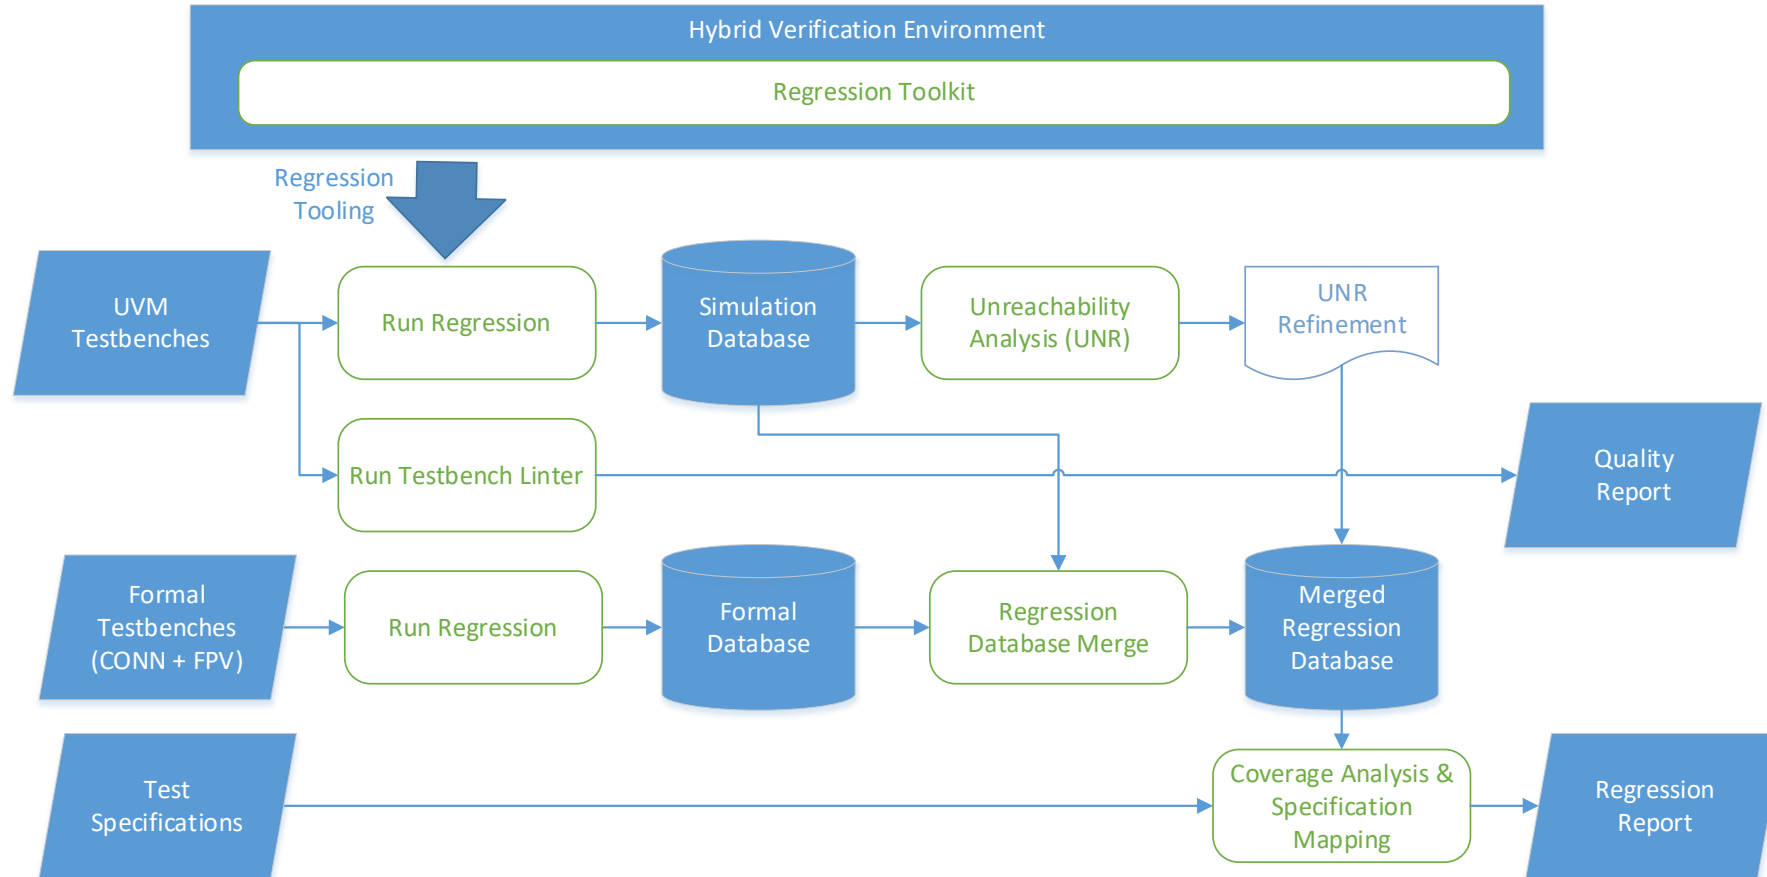 Hybrid Verification Environment
Regression Toolkit
Regression
Tooling
UVM
Testbenches
Run Regression
Simulation
Database
Unreachability
Analysis (UNR)
UNR
Refinement
Run Testbench Linter
Quality
Report
Formal
Testbenches
(CONN + FPV)
Run Regression
Formal
Database
Regression
Database Merge
Merged
Regression
Database
Test
Specifications
Coverage Analysis &
Specification
Mapping
Regression
Report